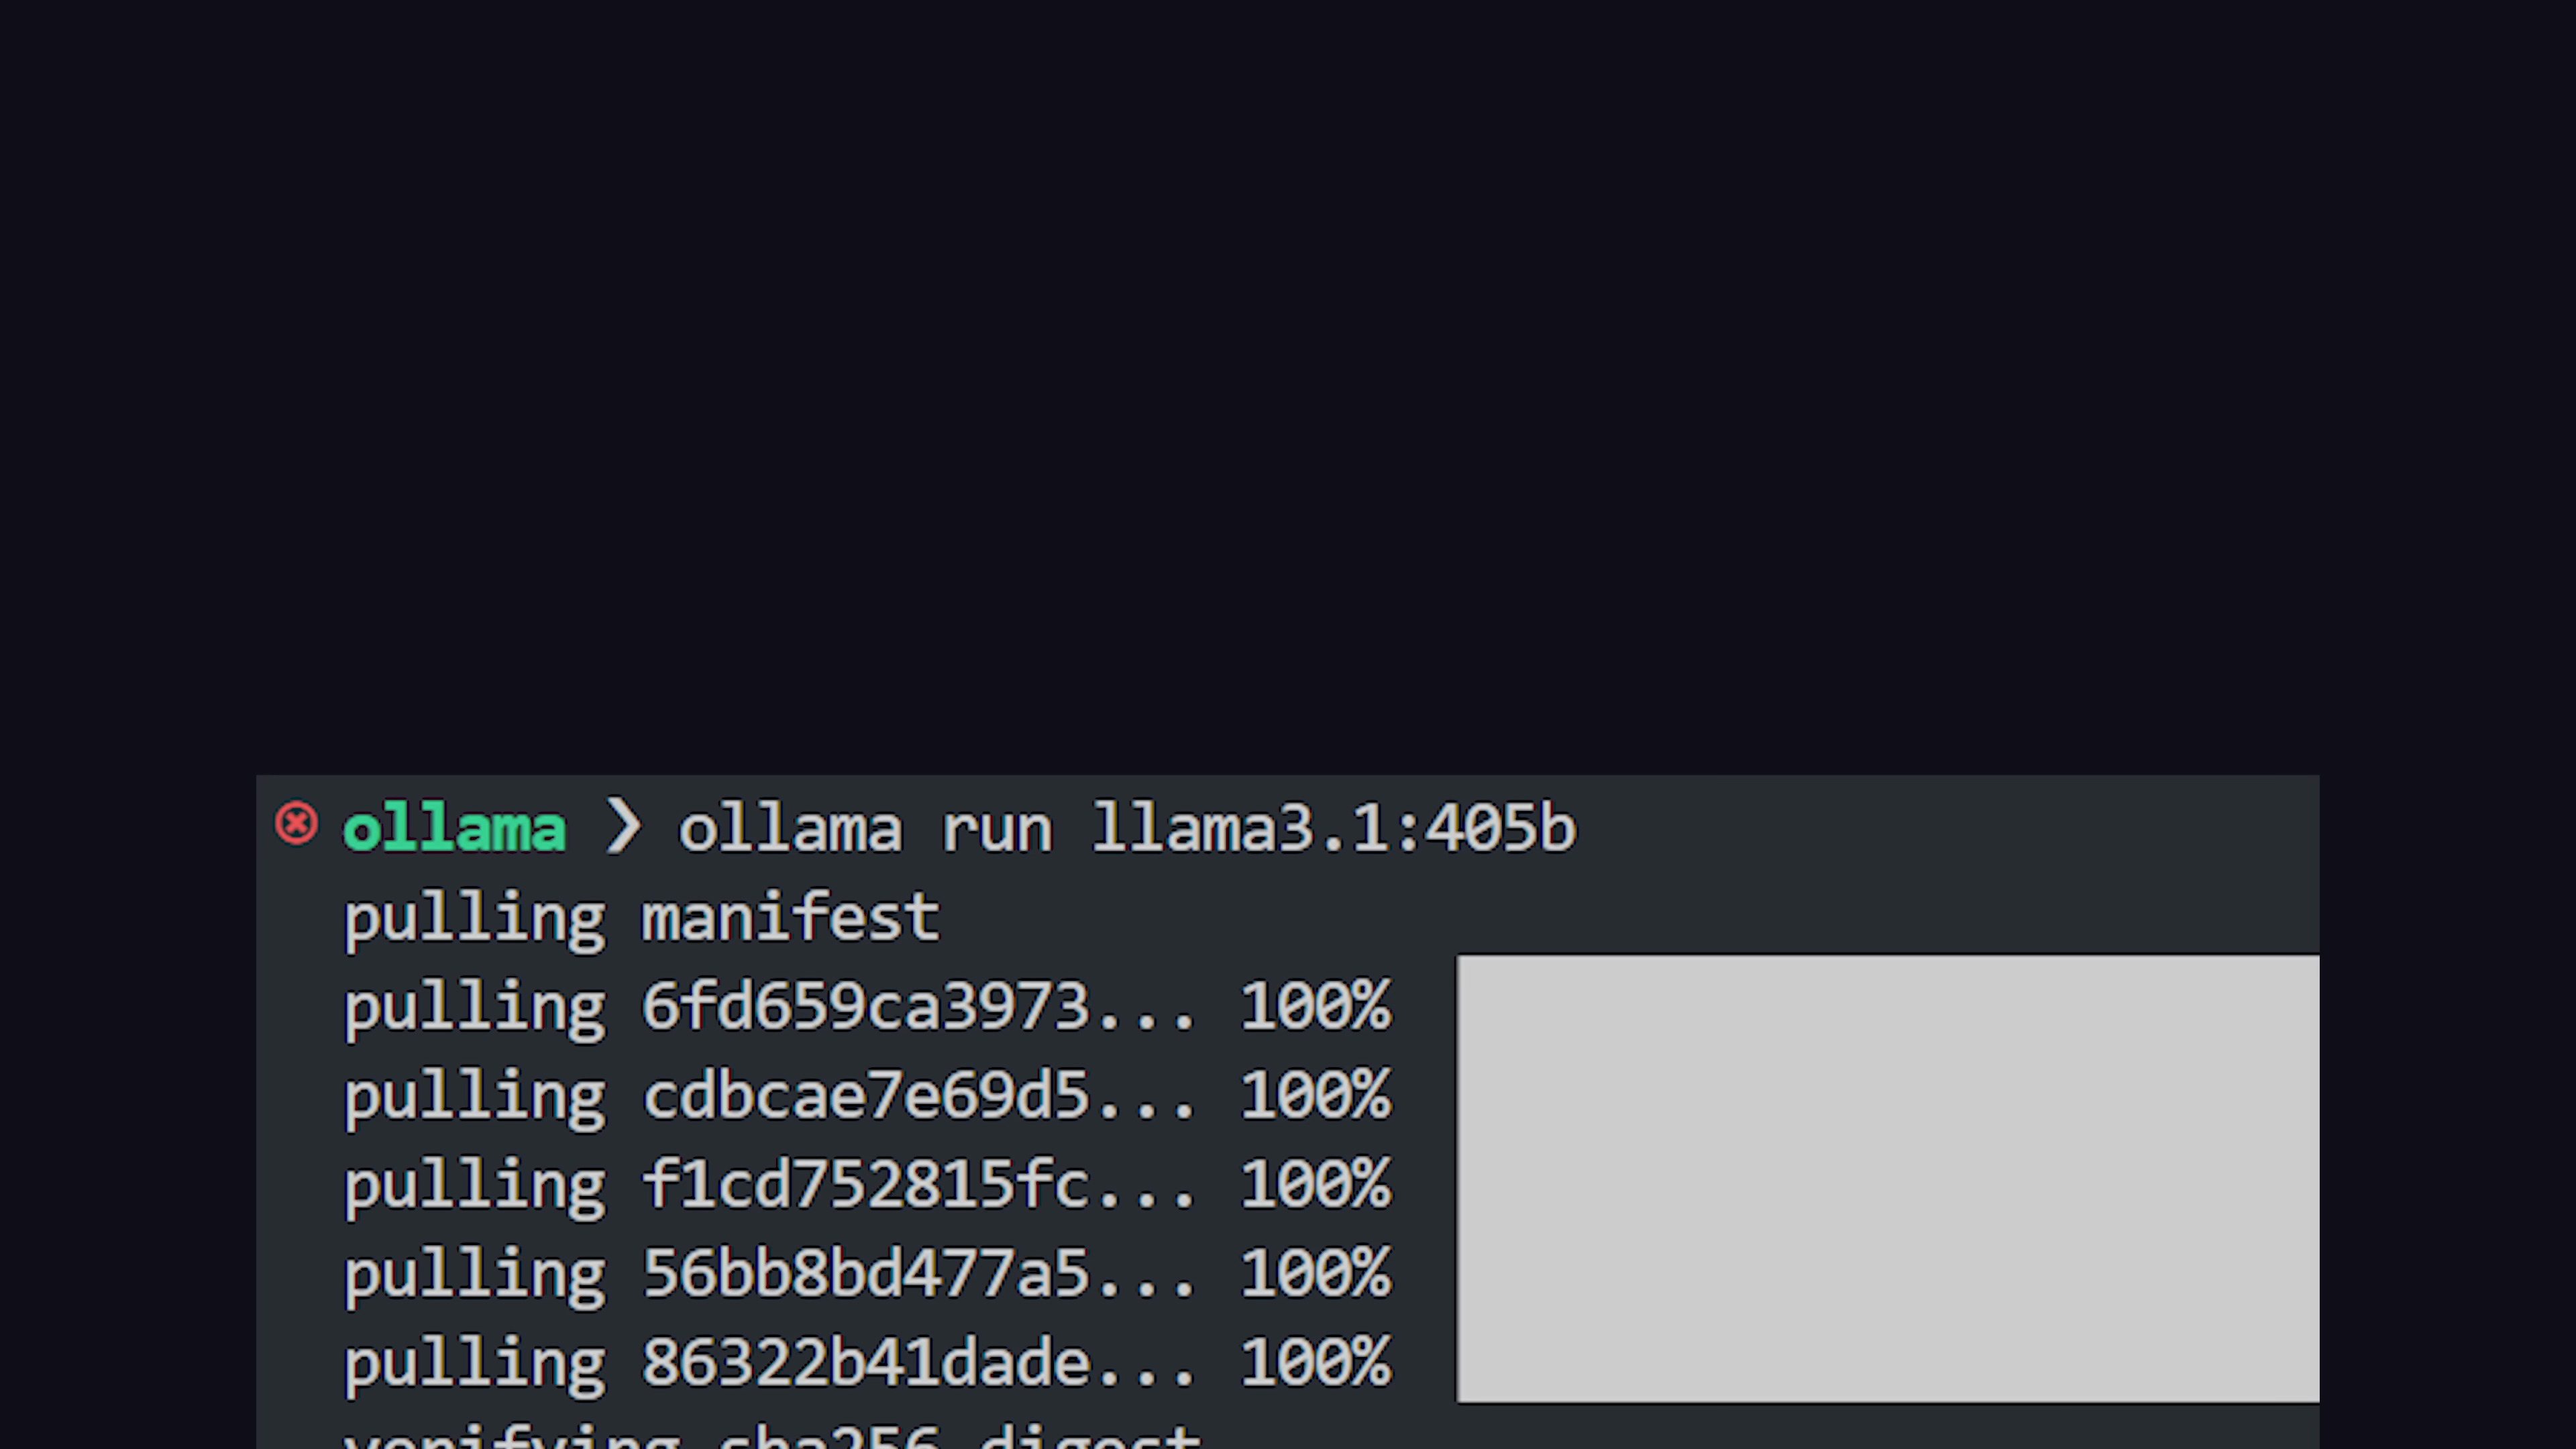 ollama ❯ ollama run llama3.1:405b
pulling manifest
pulling 6fd659ca3973... 100%
pulling cdbcae7e69d5... 100%
pulling f1cd752815fc... 100%
pulling 56bb8bd477a5... 100%
pulling 86322b41dade... 100%
verifying sha256 digest